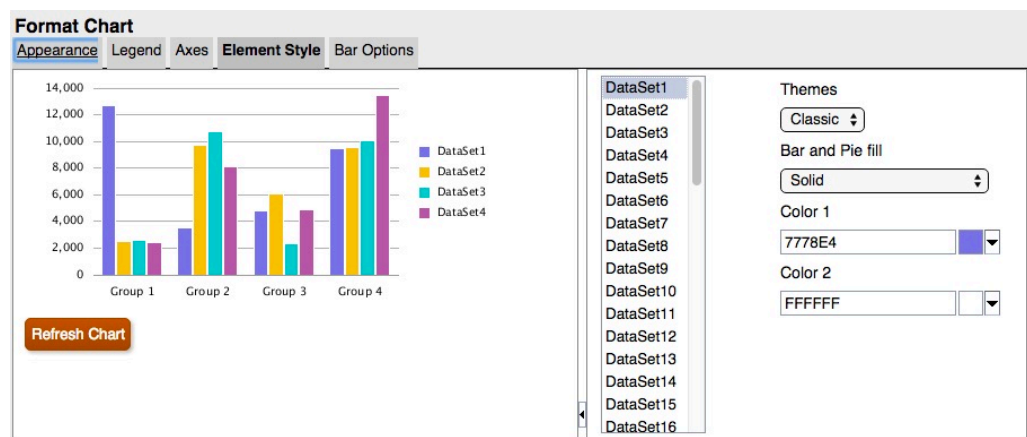 Format Chart
Appearance Legend Axes Element Style Bar Options
14,000
12,000
10,000
8,000
6,000
4,000
2,000
0
Group 1 Group 2 Group 3 Group 4
DataSet1
DataSet2
DataSet3
DataSet4
Refresh Chart
DataSet1
DataSet2
DataSet3
DataSet4
DataSet5
DataSet6
DataSet7
DataSet8
DataSet9
DataSet10
DataSet11
DataSet12
DataSet13
DataSet14
DataSet15
DataSet16
Themes
Classic
Bar and Pie fill
Solid
Color 1
7778E4
Color 2
FFFFFF